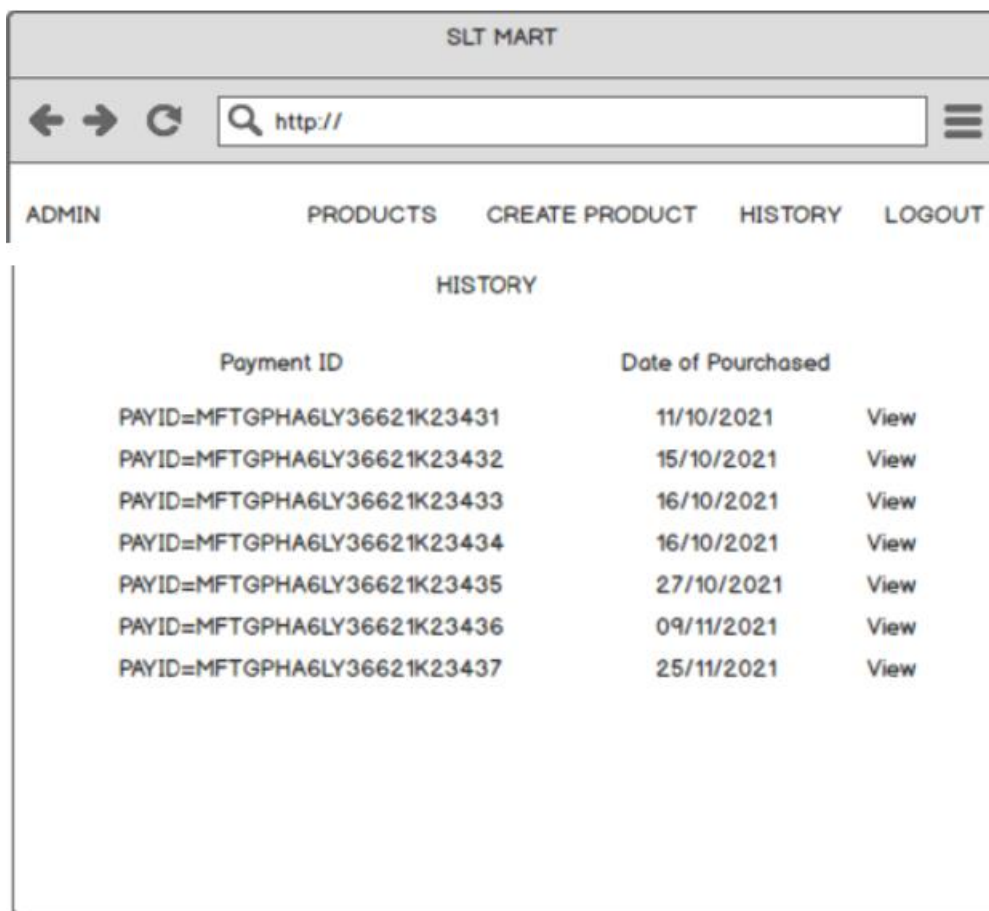 SLT MART
http://
ADMIN PRODUCTS CREATE PRODUCT HISTORY LOGOUT
HISTORY
Payment ID Date of Pourchased
PAYID=MFTGPHA6LY36621K23431 11/10/2021 View
PAYID=MFTGPHA6LY36621K23432 15/10/2021 View
PAYID=MFTGPHA6LY36621K23433 16/10/2021 View
PAYID=MFTGPHA6LY36621K23434 16/10/2021 View
PAYID=MFTGPHA6LY36621K23435 27/10/2021 View
PAYID=MFTGPHA6LY36621K23436 09/11/2021 View
PAYID=MFTGPHA6LY36621K23437 25/11/2021 View